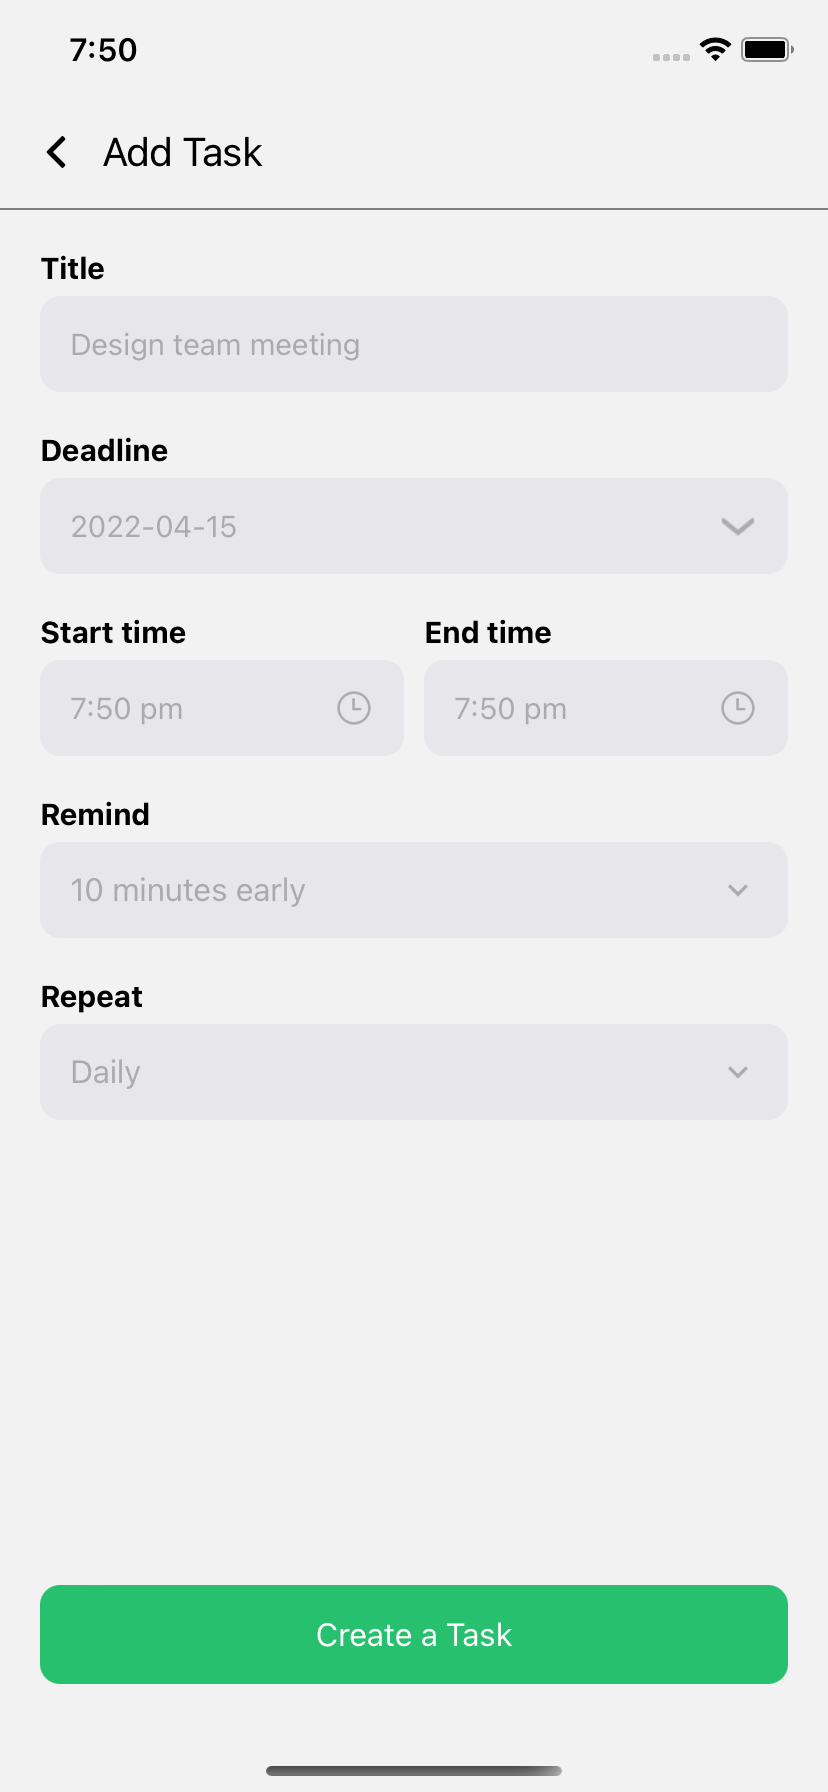 7:50
Add Task
Title
Design team meeting
Deadline
2022-04-15
Start time End time
7:50 pm 7:50 pm
Remind
10 minutes early
Repeat
Daily
Create a Task